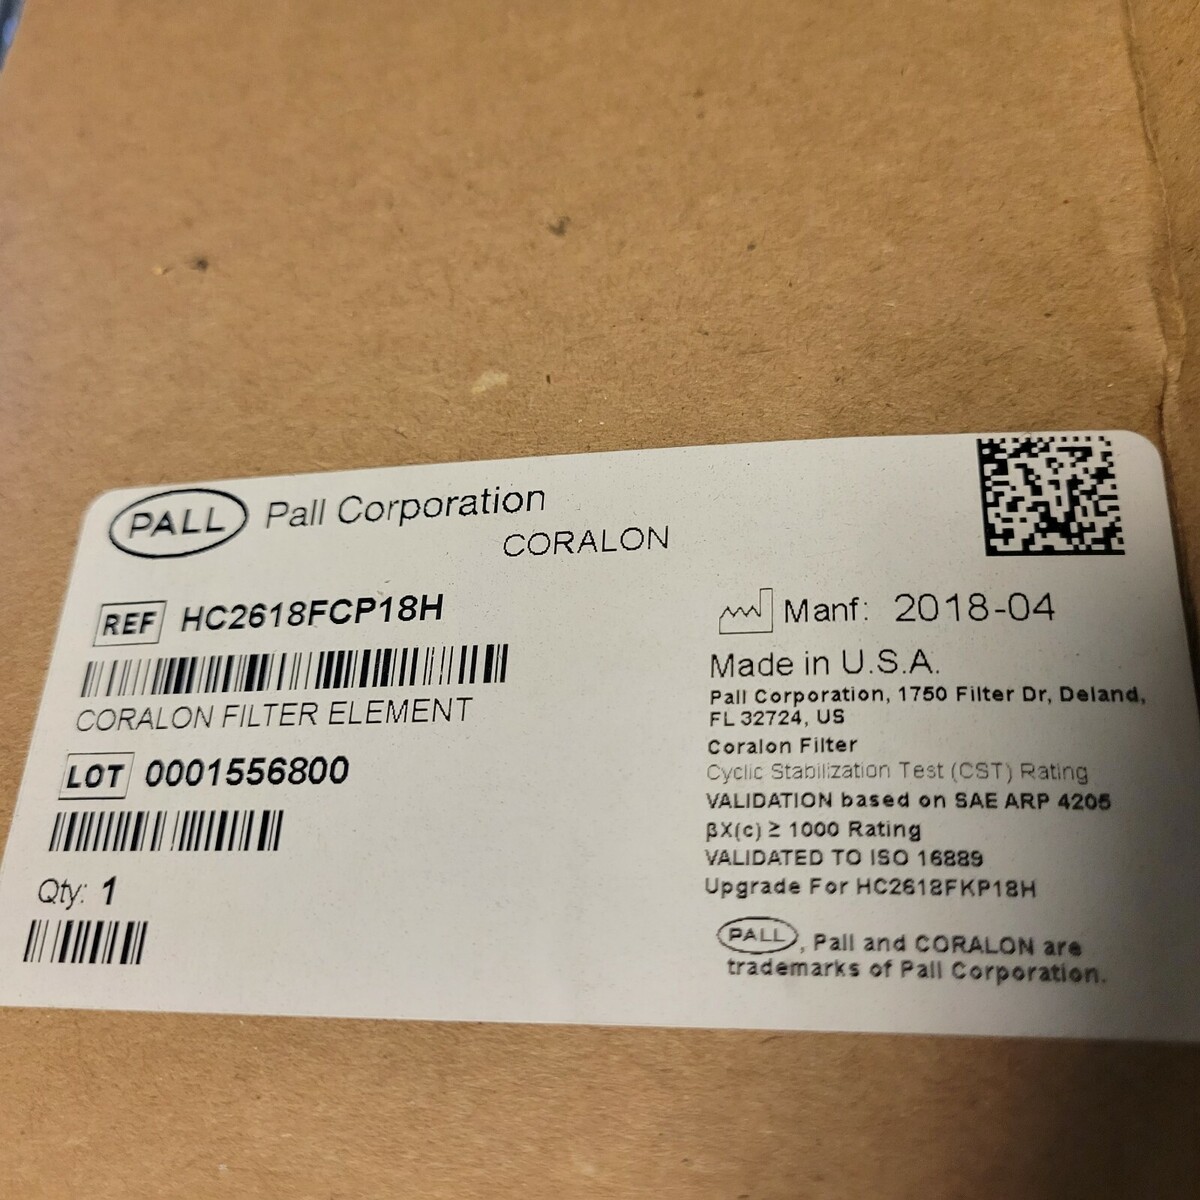 PALL Pall Corporation
CORALON
REF HC2618FCP18H
CORALON FILTER ELEMENT
LOT 0001556800
Qty: 1
Manf: 2018-04
Made in U.S.A.
Pall Corporation, 1750 Filter Dr, Deland,
FL 32724, US
Coralon Filter
Cyclic Stabilization Test (CST) Rating
VALIDATION based on SAE ARP 4205
βX(c) ≥ 1000 Rating
VALIDATED TO ISO 16889
Upgrade For HC2618FKP18H
PALL, Pall and CORALON are
trademarks of Pall Corporation.